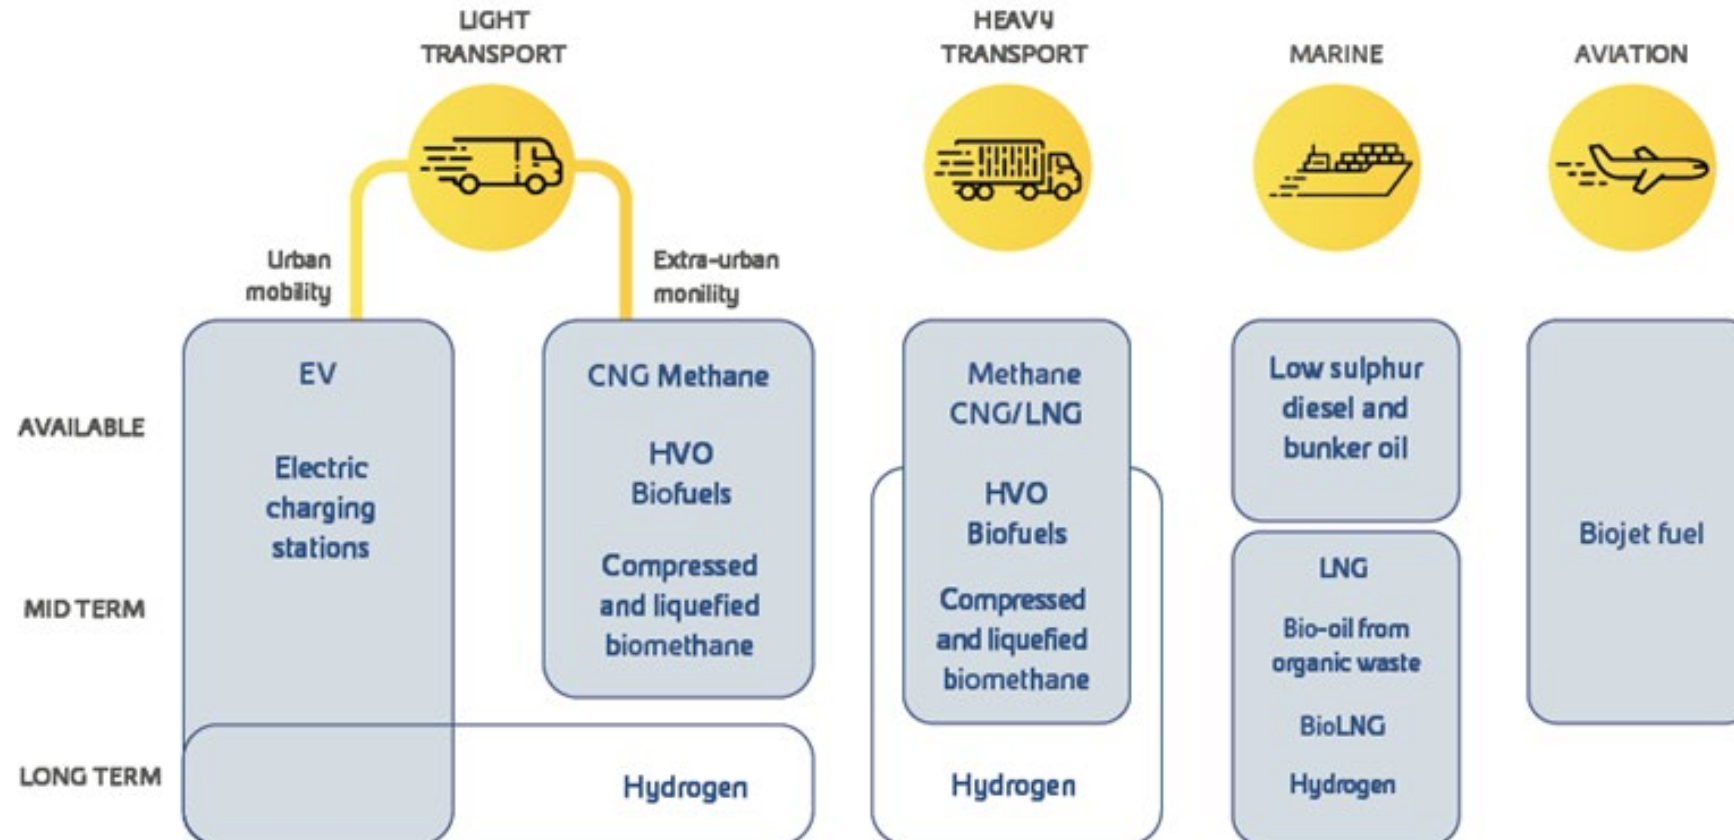 LIGHT
TRANSPORT
HEAVY
TRANSPORT
MARINE
AVIATION
Urban
mobility
Extra-urban
monility
AVAILABLE
MID TERM
LONG TERM
EV
Electric
charging
stations
CNG Methane
HVO
Biofuels
Compressed
and liquefied
biomethane
Hydrogen
Methane
CNG/LNG
HVO
Biofuels
Compressed
and liquefied
biomethane
Hydrogen
Low sulphur
diesel and
bunker oil
LNG
Bio-oil from
organic waste
BioLNG
Hydrogen
Biojet fuel